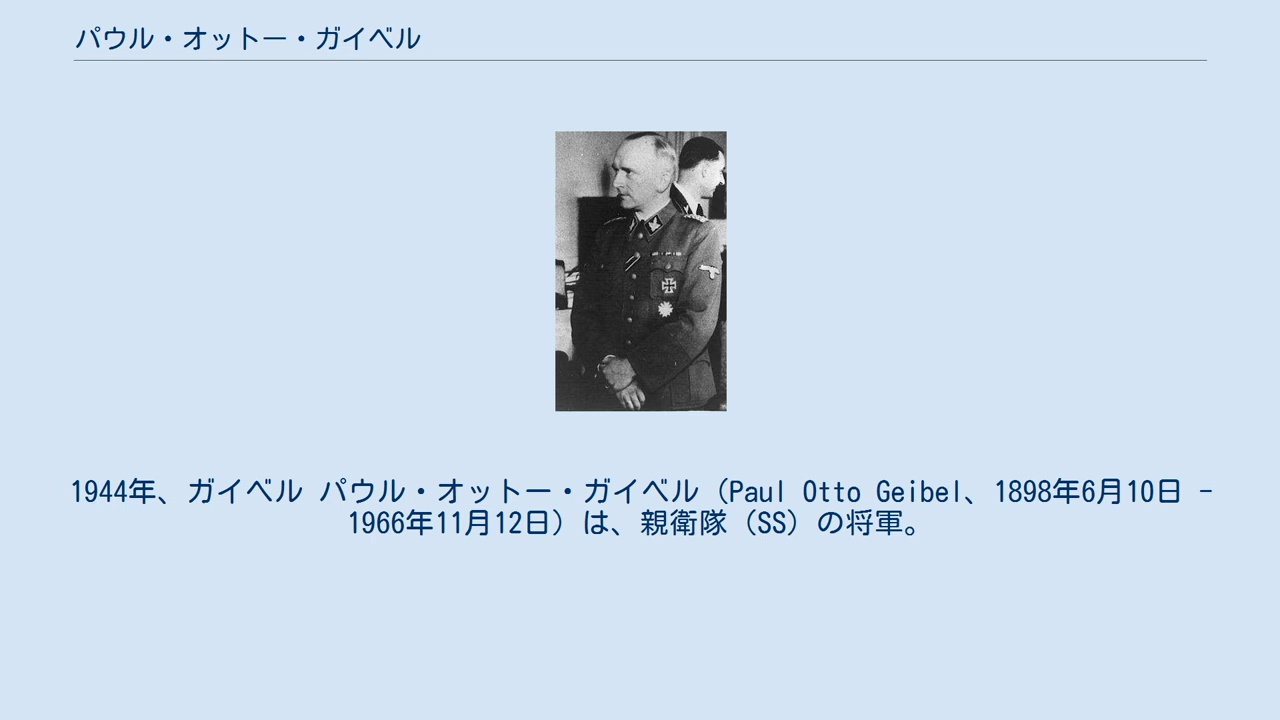 パウル・オットー・ガイベル
1944年、ガイベル パウル・オットー・ガイベル（Paul Otto Geibel、1898年6月10日 -
1966年11月12日）は、親衛隊（SS）の将軍。